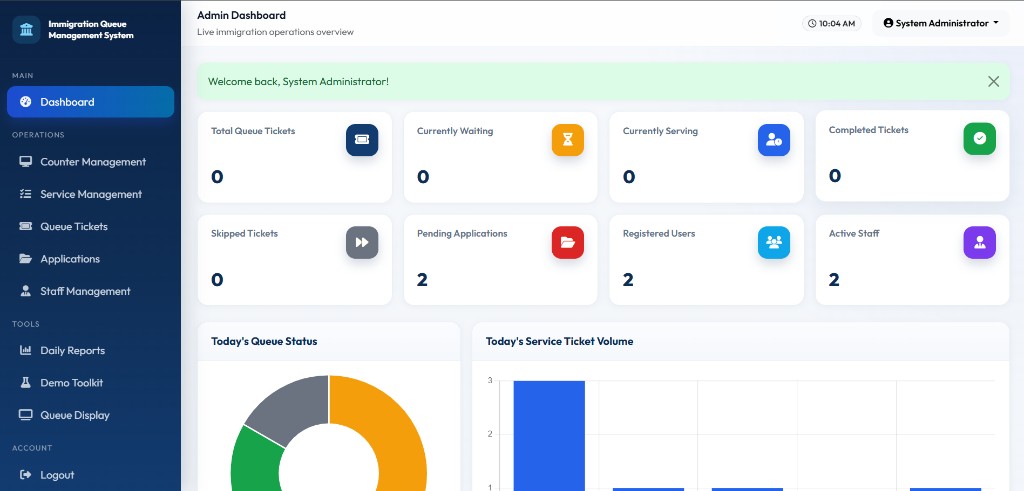 Immigration Queue
Management System
Admin Dashboard
Live immigration operations overview
10:04 AM
System Administrator
MAIN
Dashboard
OPERATIONS
Counter Management
Service Management
Queue Tickets
Applications
Staff Management
TOOLS
Daily Reports
Demo Toolkit
Queue Display
ACCOUNT
Logout
Welcome back, System Administrator!
Total Queue Tickets
0
Currently Waiting
0
Currently Serving
0
Completed Tickets
0
Skipped Tickets
0
Pending Applications
2
Registered Users
2
Active Staff
2
Today's Queue Status
Today's Service Ticket Volume
3
2
1